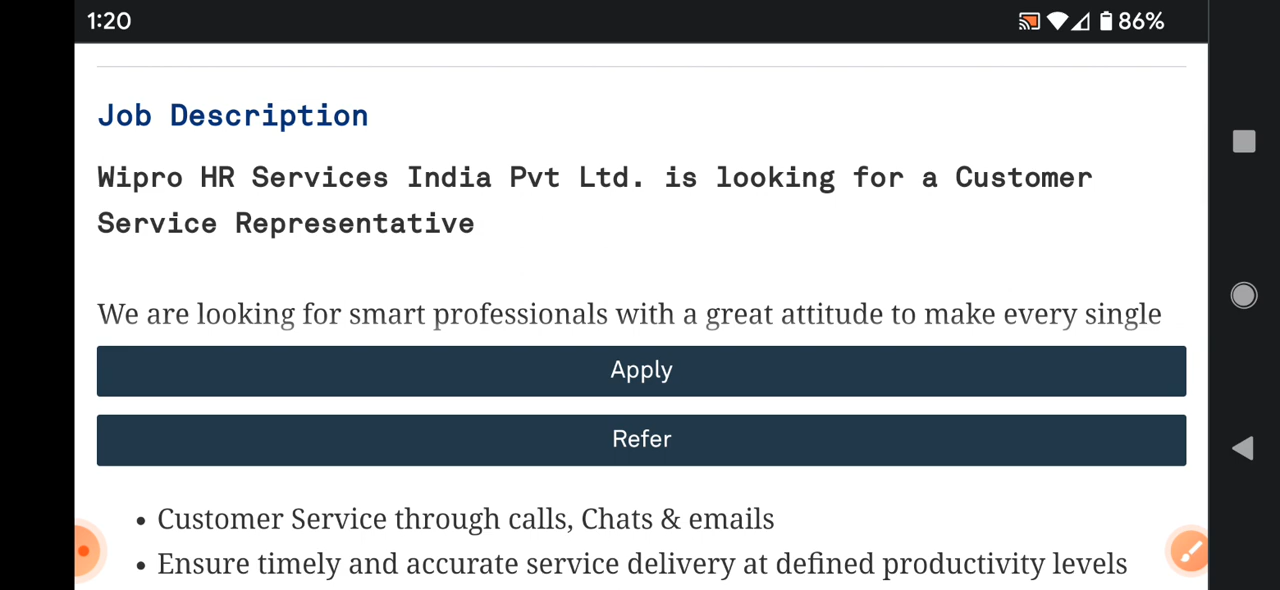 1:20
86%
Job Description
Wipro HR Services India Pvt Ltd. is looking for a Customer
Service Representative
We are looking for smart professionals with a great attitude to make every single
Apply
Refer
• Customer Service through calls, Chats & emails
• Ensure timely and accurate service delivery at defined productivity levels